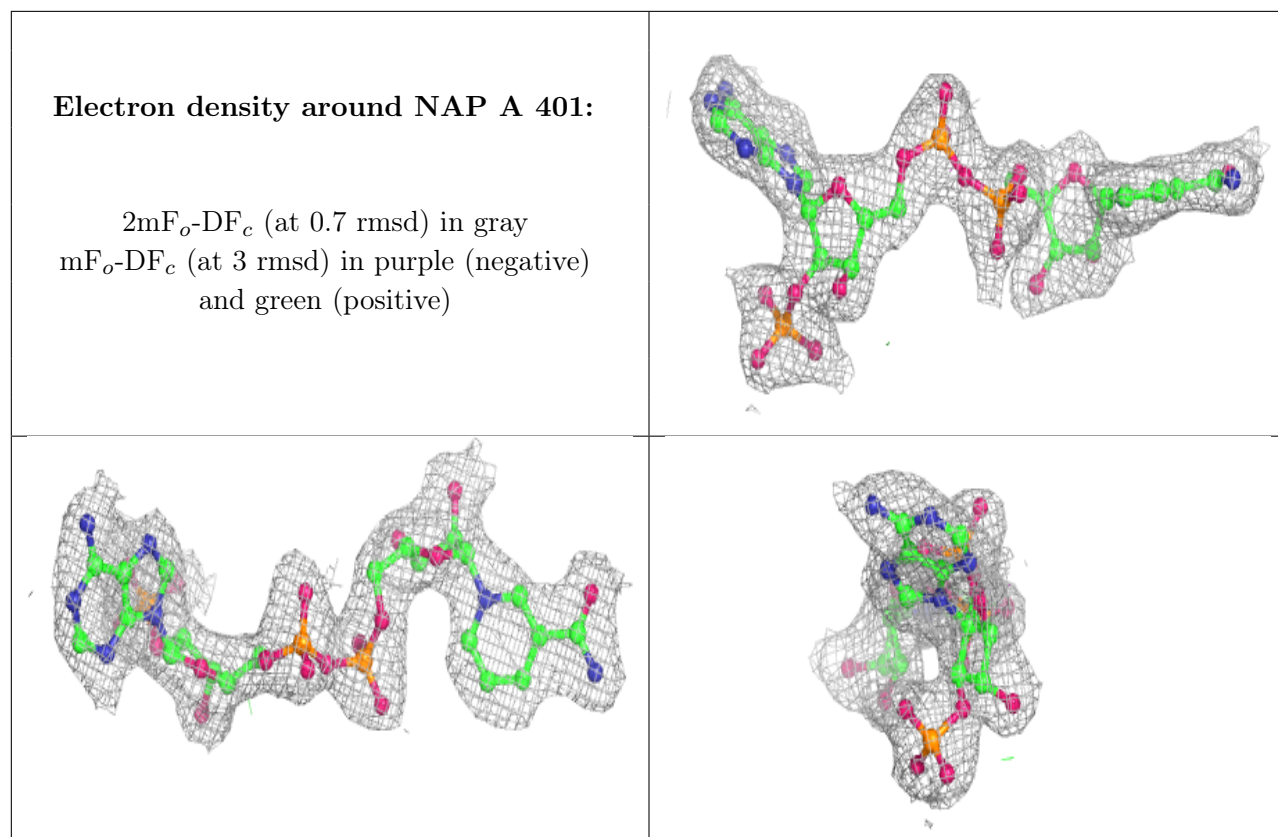 Electron density around NAP A 401:
2mFₒ-DF𝒸 (at 0.7 rmsd) in gray
mFₒ-DF𝒸 (at 3 rmsd) in purple (negative)
and green (positive)